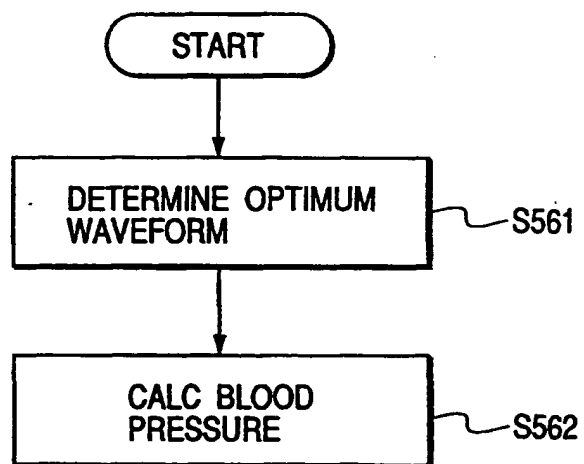 START
DETERMINE OPTIMUM
WAVEFORM
S561
CALC BLOOD
PRESSURE
S562